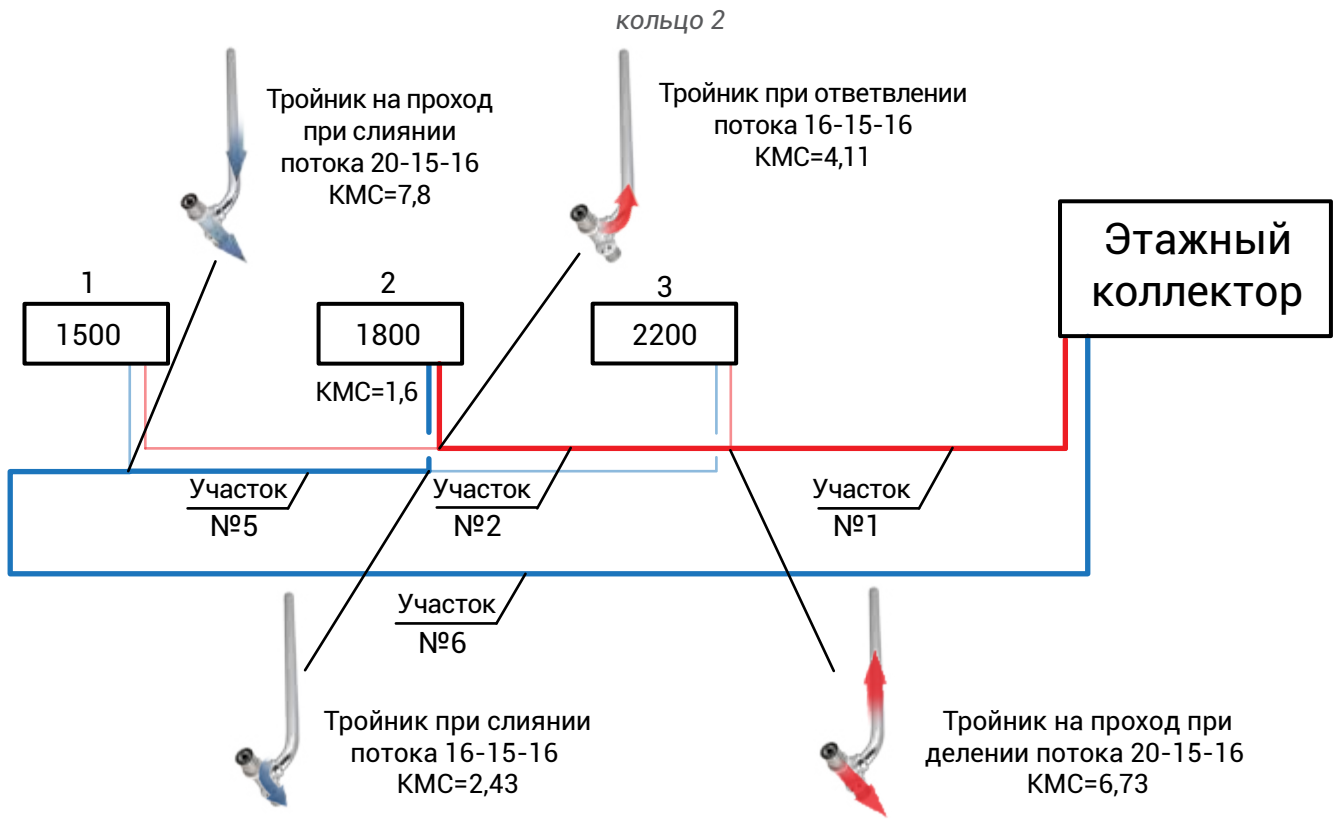 кольцо 2
Тройник на проход
при слиянии
потока 20-15-16
КМС=7,8
Тройник при ответвлении
потока 16-15-16
КМС=4,11
Этажный
коллектор
1
1500
2
1800
3
2200
КМС=1,6
Участок
№5
Участок
№2
Участок
№1
Участок
№6
Тройник при слиянии
потока 16-15-16
КМС=2,43
Тройник на проход при
делении потока 20-15-16
КМС=6,73